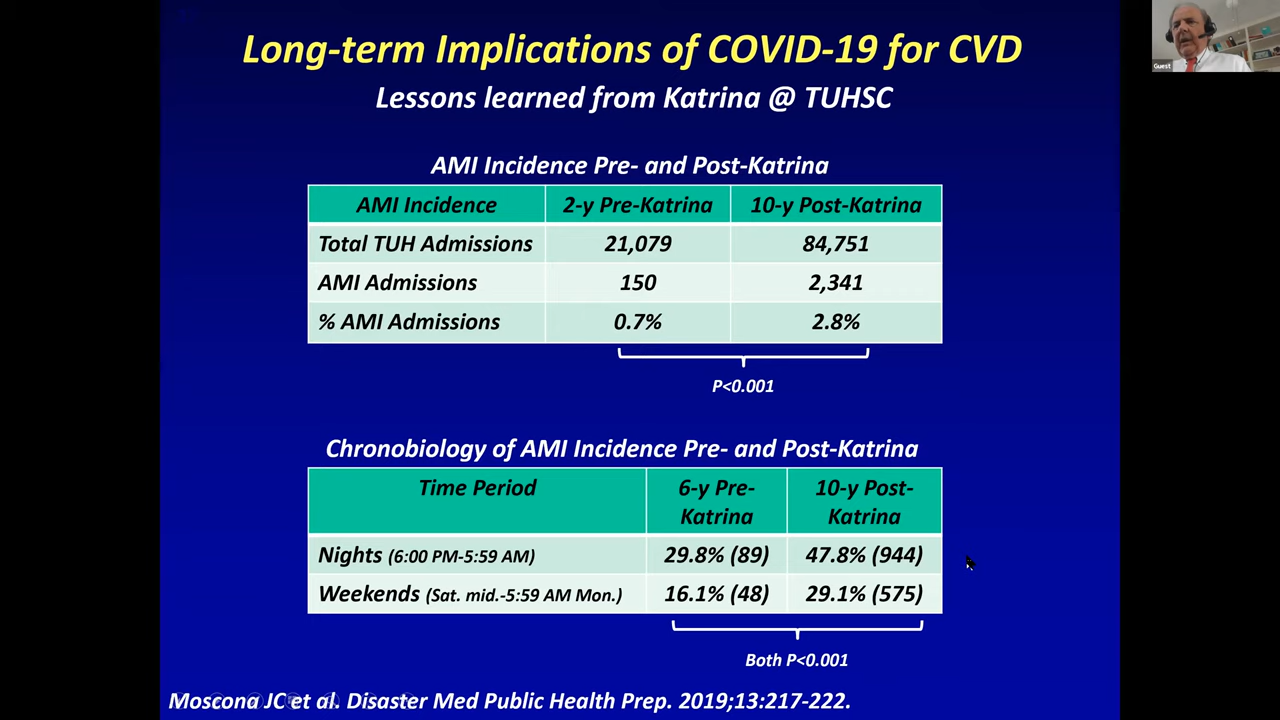 Long-term Implications of COVID-19 for CVD
Lessons learned from Katrina @ TUHSC
Guest
AMI Incidence Pre- and Post-Katrina
AMI Incidence 2-y Pre-Katrina 10-y Post-Katrina
Total TUH Admissions 21,079 84,751
AMI Admissions 150 2,341
% AMI Admissions 0.7% 2.8%
P<0.001
Chronobiology of AMI Incidence Pre- and Post-Katrina
Time Period 6-y Pre- 10-y Post-
Katrina Katrina
Nights (6:00 PM-5:59 AM) 29.8% (89) 47.8% (944)
Weekends (Sat. mid.-5:59 AM Mon.) 16.1% (48) 29.1% (575)
Both P<0.001
Moscona JC et al. Disaster Med Public Health Prep. 2019;13:217-222.